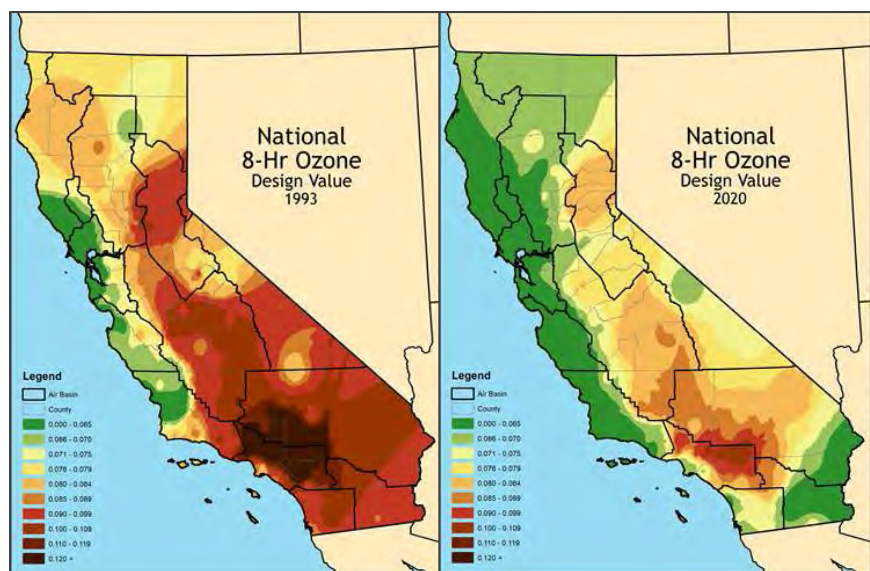 National
8-Hr Ozone
Design Value
1993
Legend
Air Basin
County
0.000 - 0.065
0.066 - 0.070
0.071 - 0.075
0.076 - 0.079
0.080 - 0.084
0.085 - 0.089
0.090 - 0.099
0.100 - 0.109
0.110 - 0.119
0.120 +
National
8-Hr Ozone
Design Value
2020
Legend
Air Basin
County
0.000 - 0.065
0.066 - 0.070
0.071 - 0.075
0.076 - 0.079
0.080 - 0.084
0.085 - 0.089
0.090 - 0.099
0.100 - 0.109
0.110 - 0.119
0.120 +